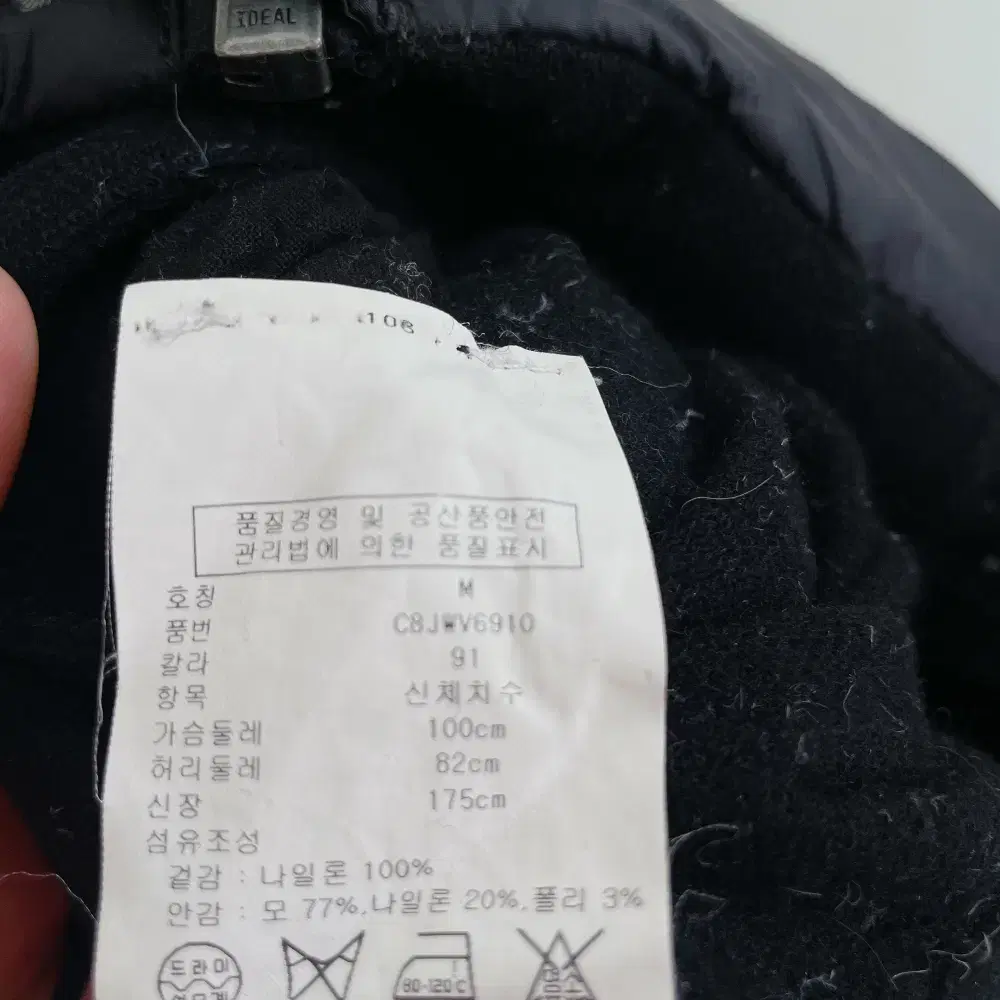 IDEAL
108
품질경영 및 공산품안전
관리법에 의한 품질표시
호칭 M
품번 C8JWV6910
칼라 91
항목 신체치수
가슴둘레 100cm
허리둘레 82cm
신장 175cm
섬유조성
겉감 : 나일론 100%
안감 : 모 77%,나일론 20%,폴리 3%
드라이
80-120℃
염소